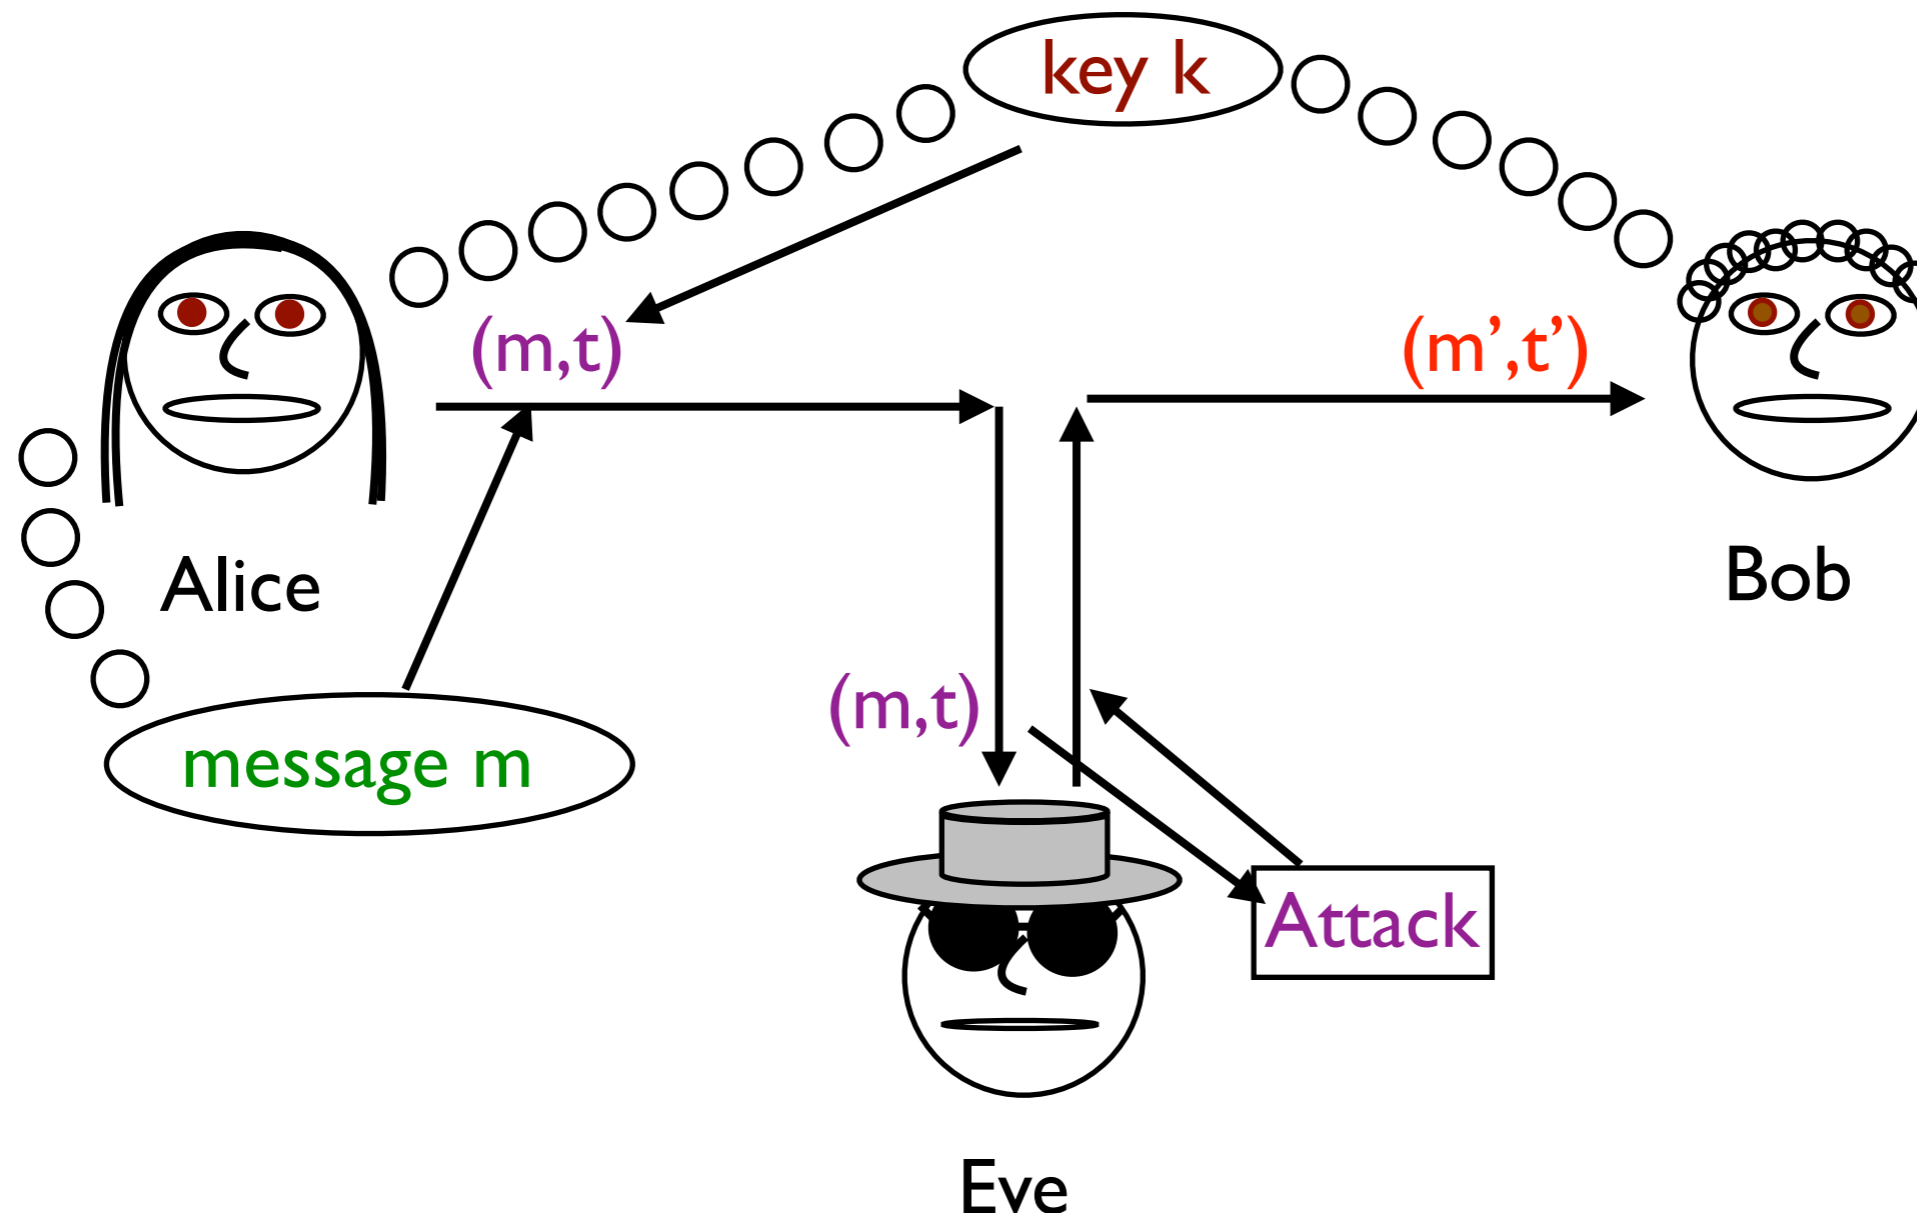 key k
(m,t)
(m’,t’)
Alice
Bob
(m,t)
message m
Attack
Eve